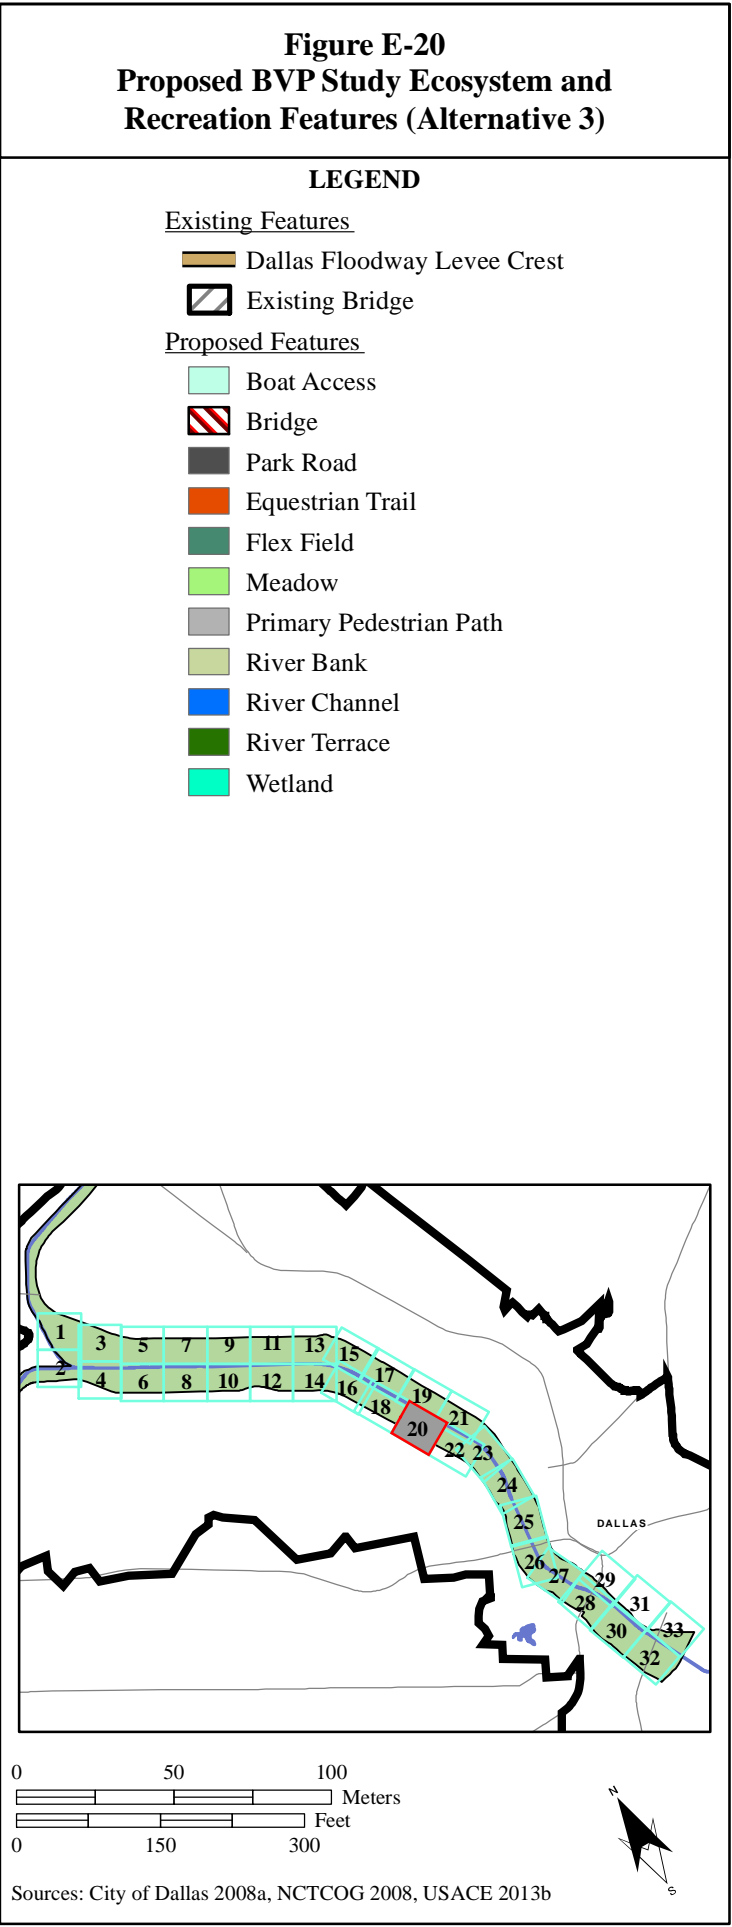 Figure E-20
Proposed BVP Study Ecosystem and
Recreation Features (Alternative 3)
LEGEND
Existing Features
Dallas Floodway Levee Crest
Existing Bridge
Proposed Features
Boat Access
Bridge
Park Road
Equestrian Trail
Flex Field
Meadow
Primary Pedestrian Path
River Bank
River Channel
River Terrace
Wetland
1
3
5
7
9
11
13
15
2
4
6
8
10
12
14
16
17
18
19
20
21
22
23
24
25
DALLAS
26
27
28
29
30
31
32
33
0 50 100
Meters
Feet
0 150 300
N
S
Sources: City of Dallas 2008a, NCTCOG 2008, USACE 2013b